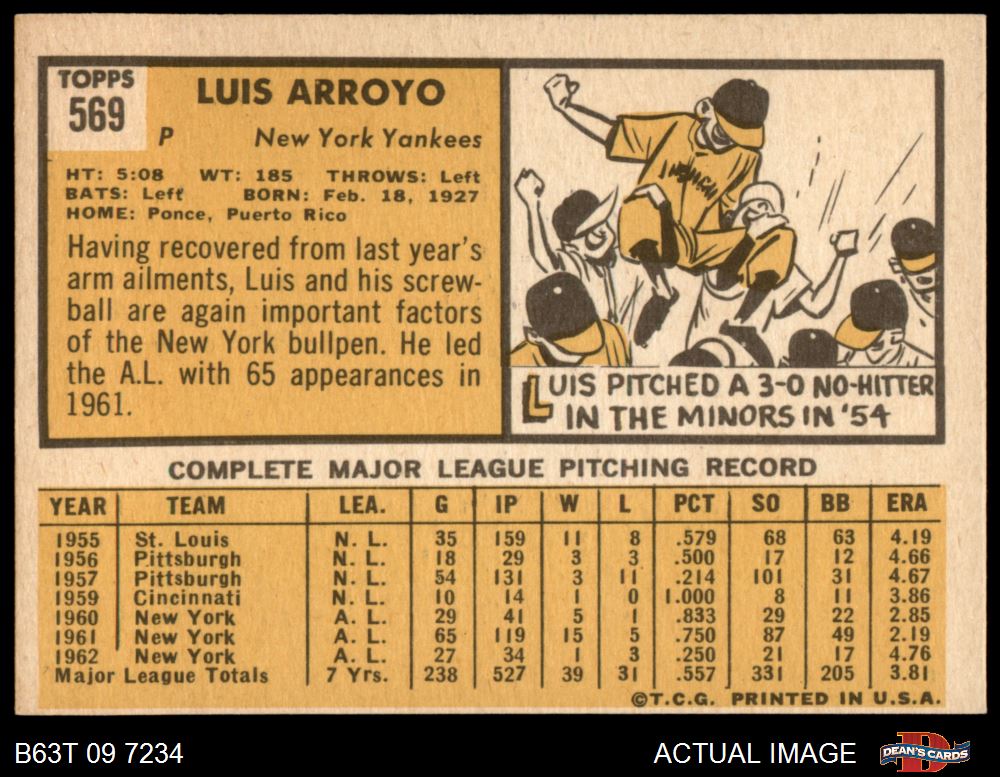 TOPPS
569
LUIS ARROYO
P New York Yankees
HT: 5:08 WT: 185 THROWS: Left
BATS: Left BORN: Feb. 18, 1927
HOME: Ponce, Puerto Rico
Having recovered from last year's
arm ailments, Luis and his screw-
ball are again important factors
of the New York bullpen. He led
the A.L. with 65 appearances in
1961.
LUIS PITCHED A 3-0 NO-HITTER
IN THE MINORS IN '54
COMPLETE MAJOR LEAGUE PITCHING RECORD
YEAR TEAM LEA. G IP W L PCT SO BB ERA
1955 St. Louis N. L. 35 159 11 8 .579 68 63 4.19
1956 Pittsburgh N. L. 18 29 3 3 .500 17 12 4.66
1957 Pittsburgh N. L. 54 131 3 11 .214 101 31 4.67
1959 Cincinnati N. L. 10 14 1 0 1.000 8 11 3.86
1960 New York A. L. 29 41 5 1 .833 29 22 2.85
1961 New York A. L. 65 119 15 5 .750 87 49 2.19
1962 New York A. L. 27 34 1 3 .250 21 17 4.76
Major League Totals 7 Yrs. 238 527 39 31 .557 331 205 3.81
©T.C.G. PRINTED IN U.S.A.
B63T 09 7234 ACTUAL IMAGE DEAN'S CARDS